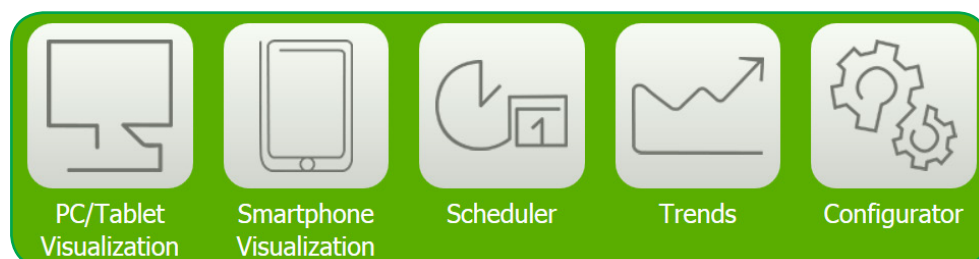 1
PC/Tablet
Visualization
Smartphone
Visualization
Scheduler
Trends
Configurator